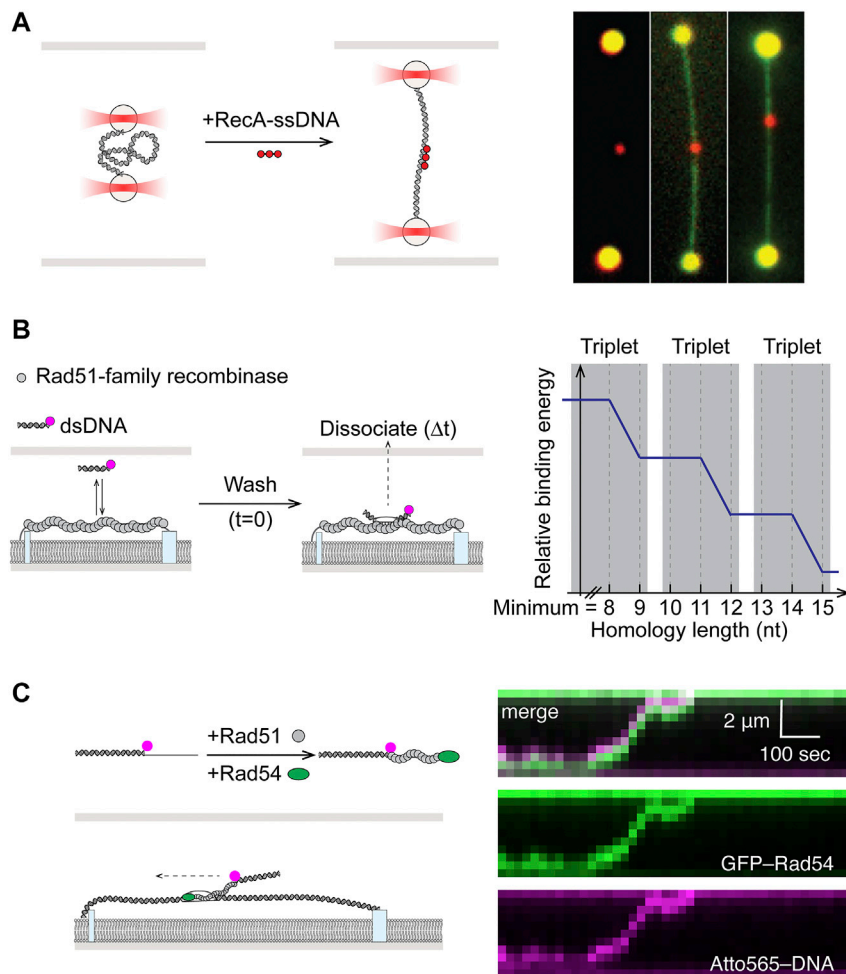 A
+RecA-ssDNA
B
Rad51-family recombinase
dsDNA
Wash
(t=0)
Dissociate (Δt)
Triplet Triplet Triplet
Relative binding energy
Minimum = 8 9 10 11 12 13 14 15
Homology length (nt)
C
+Rad51
+Rad54
merge
2 μm
100 sec
GFP–Rad54
Atto565–DNA